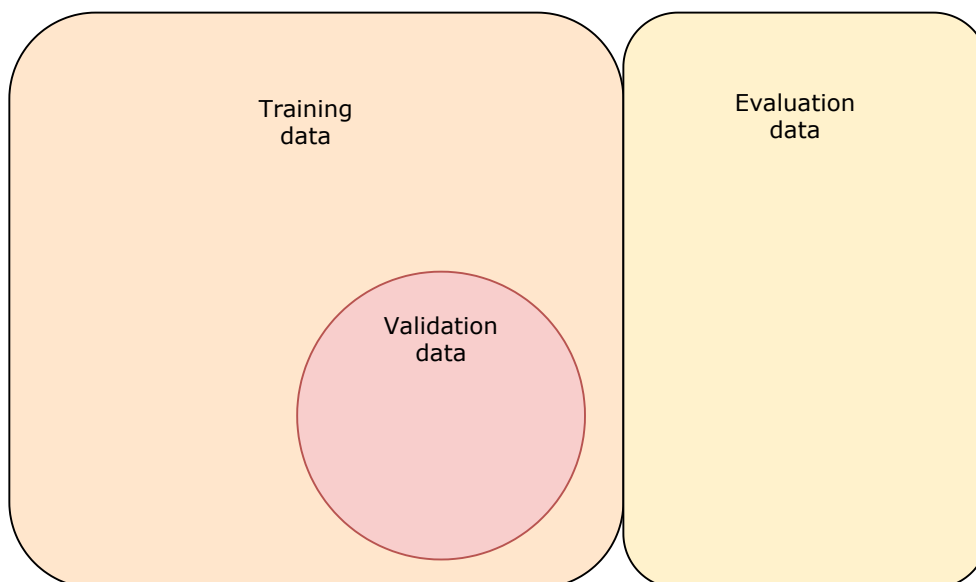 Training
data
Evaluation
data
Validation
data